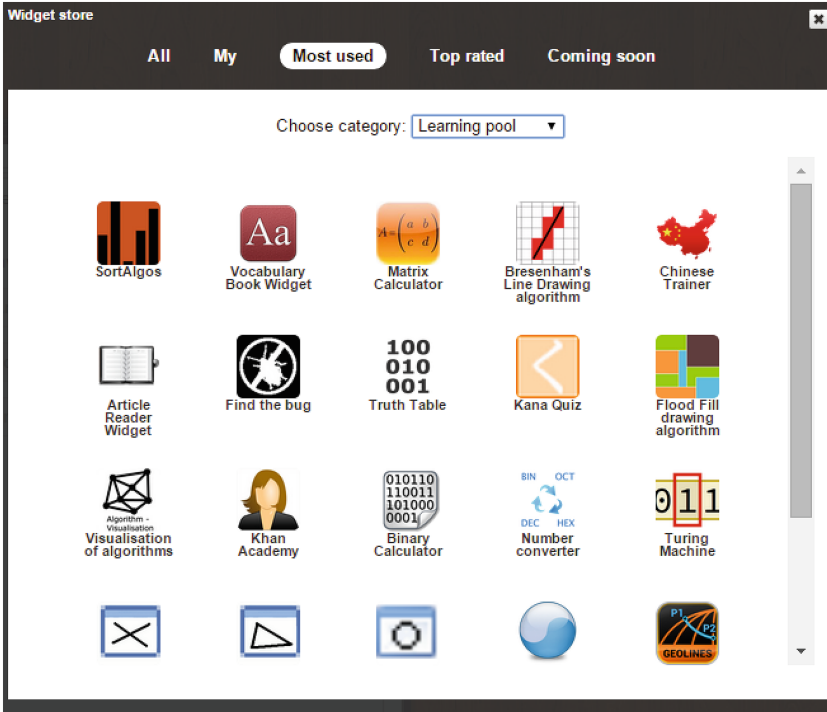 Widget store
All My Most used Top rated Coming soon
Choose category: Learning pool
SortAlgos
Aa
Vocabulary
Book Widget
A=(a b
c d)
Matrix
Calculator
Bresenham's
Line Drawing
algorithm
Chinese
Trainer
Article
Reader
Widget
Find the bug
100
010
001
Truth Table
く
Kana Quiz
Flood Fill
drawing
algorithm
Algorithm -
Visualisation
Visualisation
of algorithms
Khan
Academy
010110
110011
101000
0001
Binary
Calculator
BIN OCT
DEC HEX
Number
converter
011
Turing
Machine
P1
P2
GEOLINES